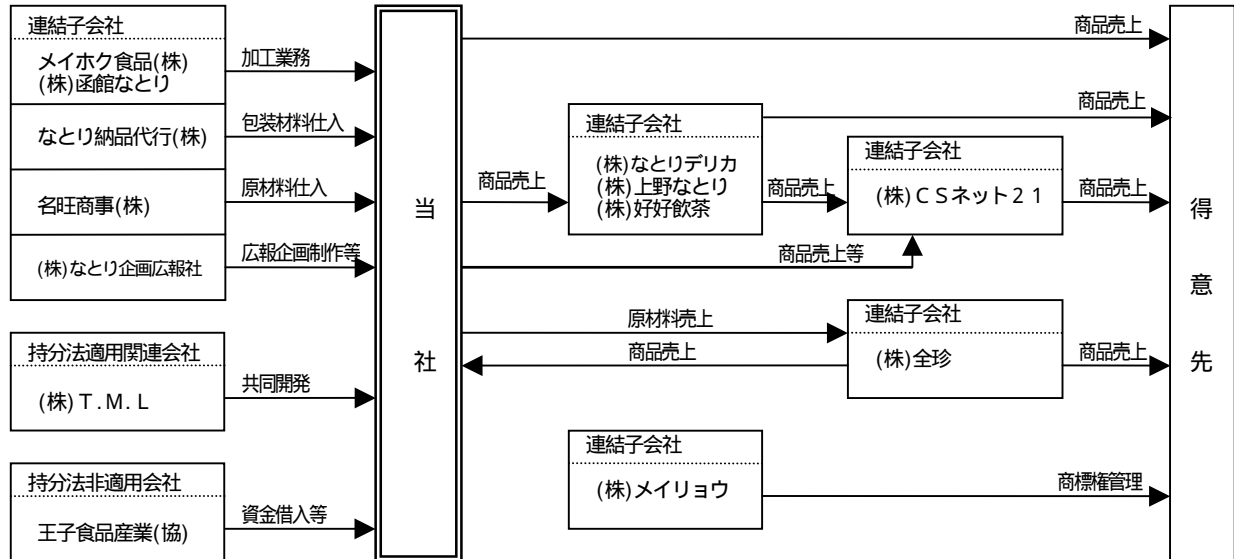 連結子会社
メイホク食品(株)
(株)函館なとり
なとり納品代行(株)
名旺商事(株)
(株)なとり企画広報社
持分法適用関連会社
(株)T.M.L
持分法非適用会社
王子食品産業(協)
加工業務
包装材料仕入
原材料仕入
広報企画制作等
共同開発
資金借入等
当
社
商品売上
商品売上
商品売上
連結子会社
(株)なとりデリカ
(株)上野なとり
(株)好好飲茶
商品売上
連結子会社
(株)CSネット21
商品売上
商品売上等
原材料売上
商品売上
連結子会社
(株)全珍
商品売上
連結子会社
(株)メイリョウ
商標権管理
得
意
先